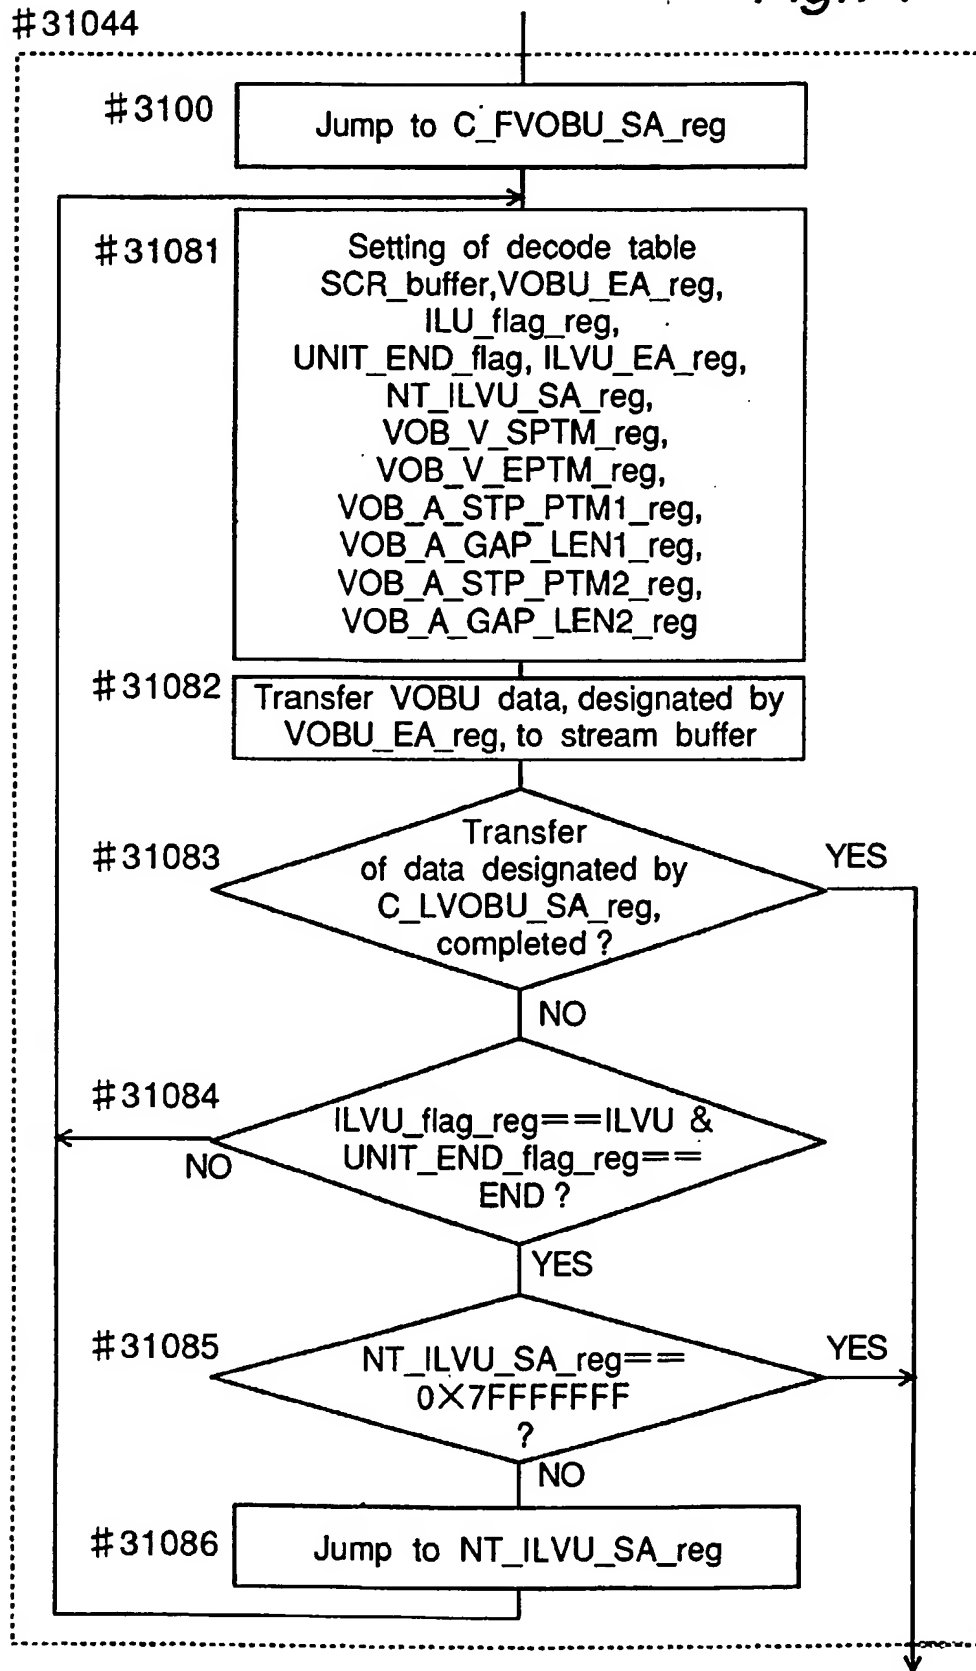 #31044
#3100
Jump to C_FVOBU_SA_reg
#31081
Setting of decode table
SCR_buffer,VOBU_EA_reg,
ILU_flag_reg,
UNIT_END_flag, ILVU_EA_reg,
NT_ILVU_SA_reg,
VOB_V_SPTM_reg,
VOB_V_EPTM_reg,
VOB_A_STP_PTM1_reg,
VOB_A_GAP_LEN1_reg,
VOB_A_STP_PTM2_reg,
VOB_A_GAP_LEN2_reg
#31082
Transfer VOBU data, designated by
VOBU_EA_reg, to stream buffer
#31083
Transfer
of data designated by
C_LVOBU_SA_reg,
completed ?
YES
NO
#31084
ILVU_flag_reg==ILVU &
UNIT_END_flag_reg==
END ?
NO
YES
#31085
NT_ILVU_SA_reg==
0X7FFFFFFF
?
YES
NO
#31086
Jump to NT_ILVU_SA_reg